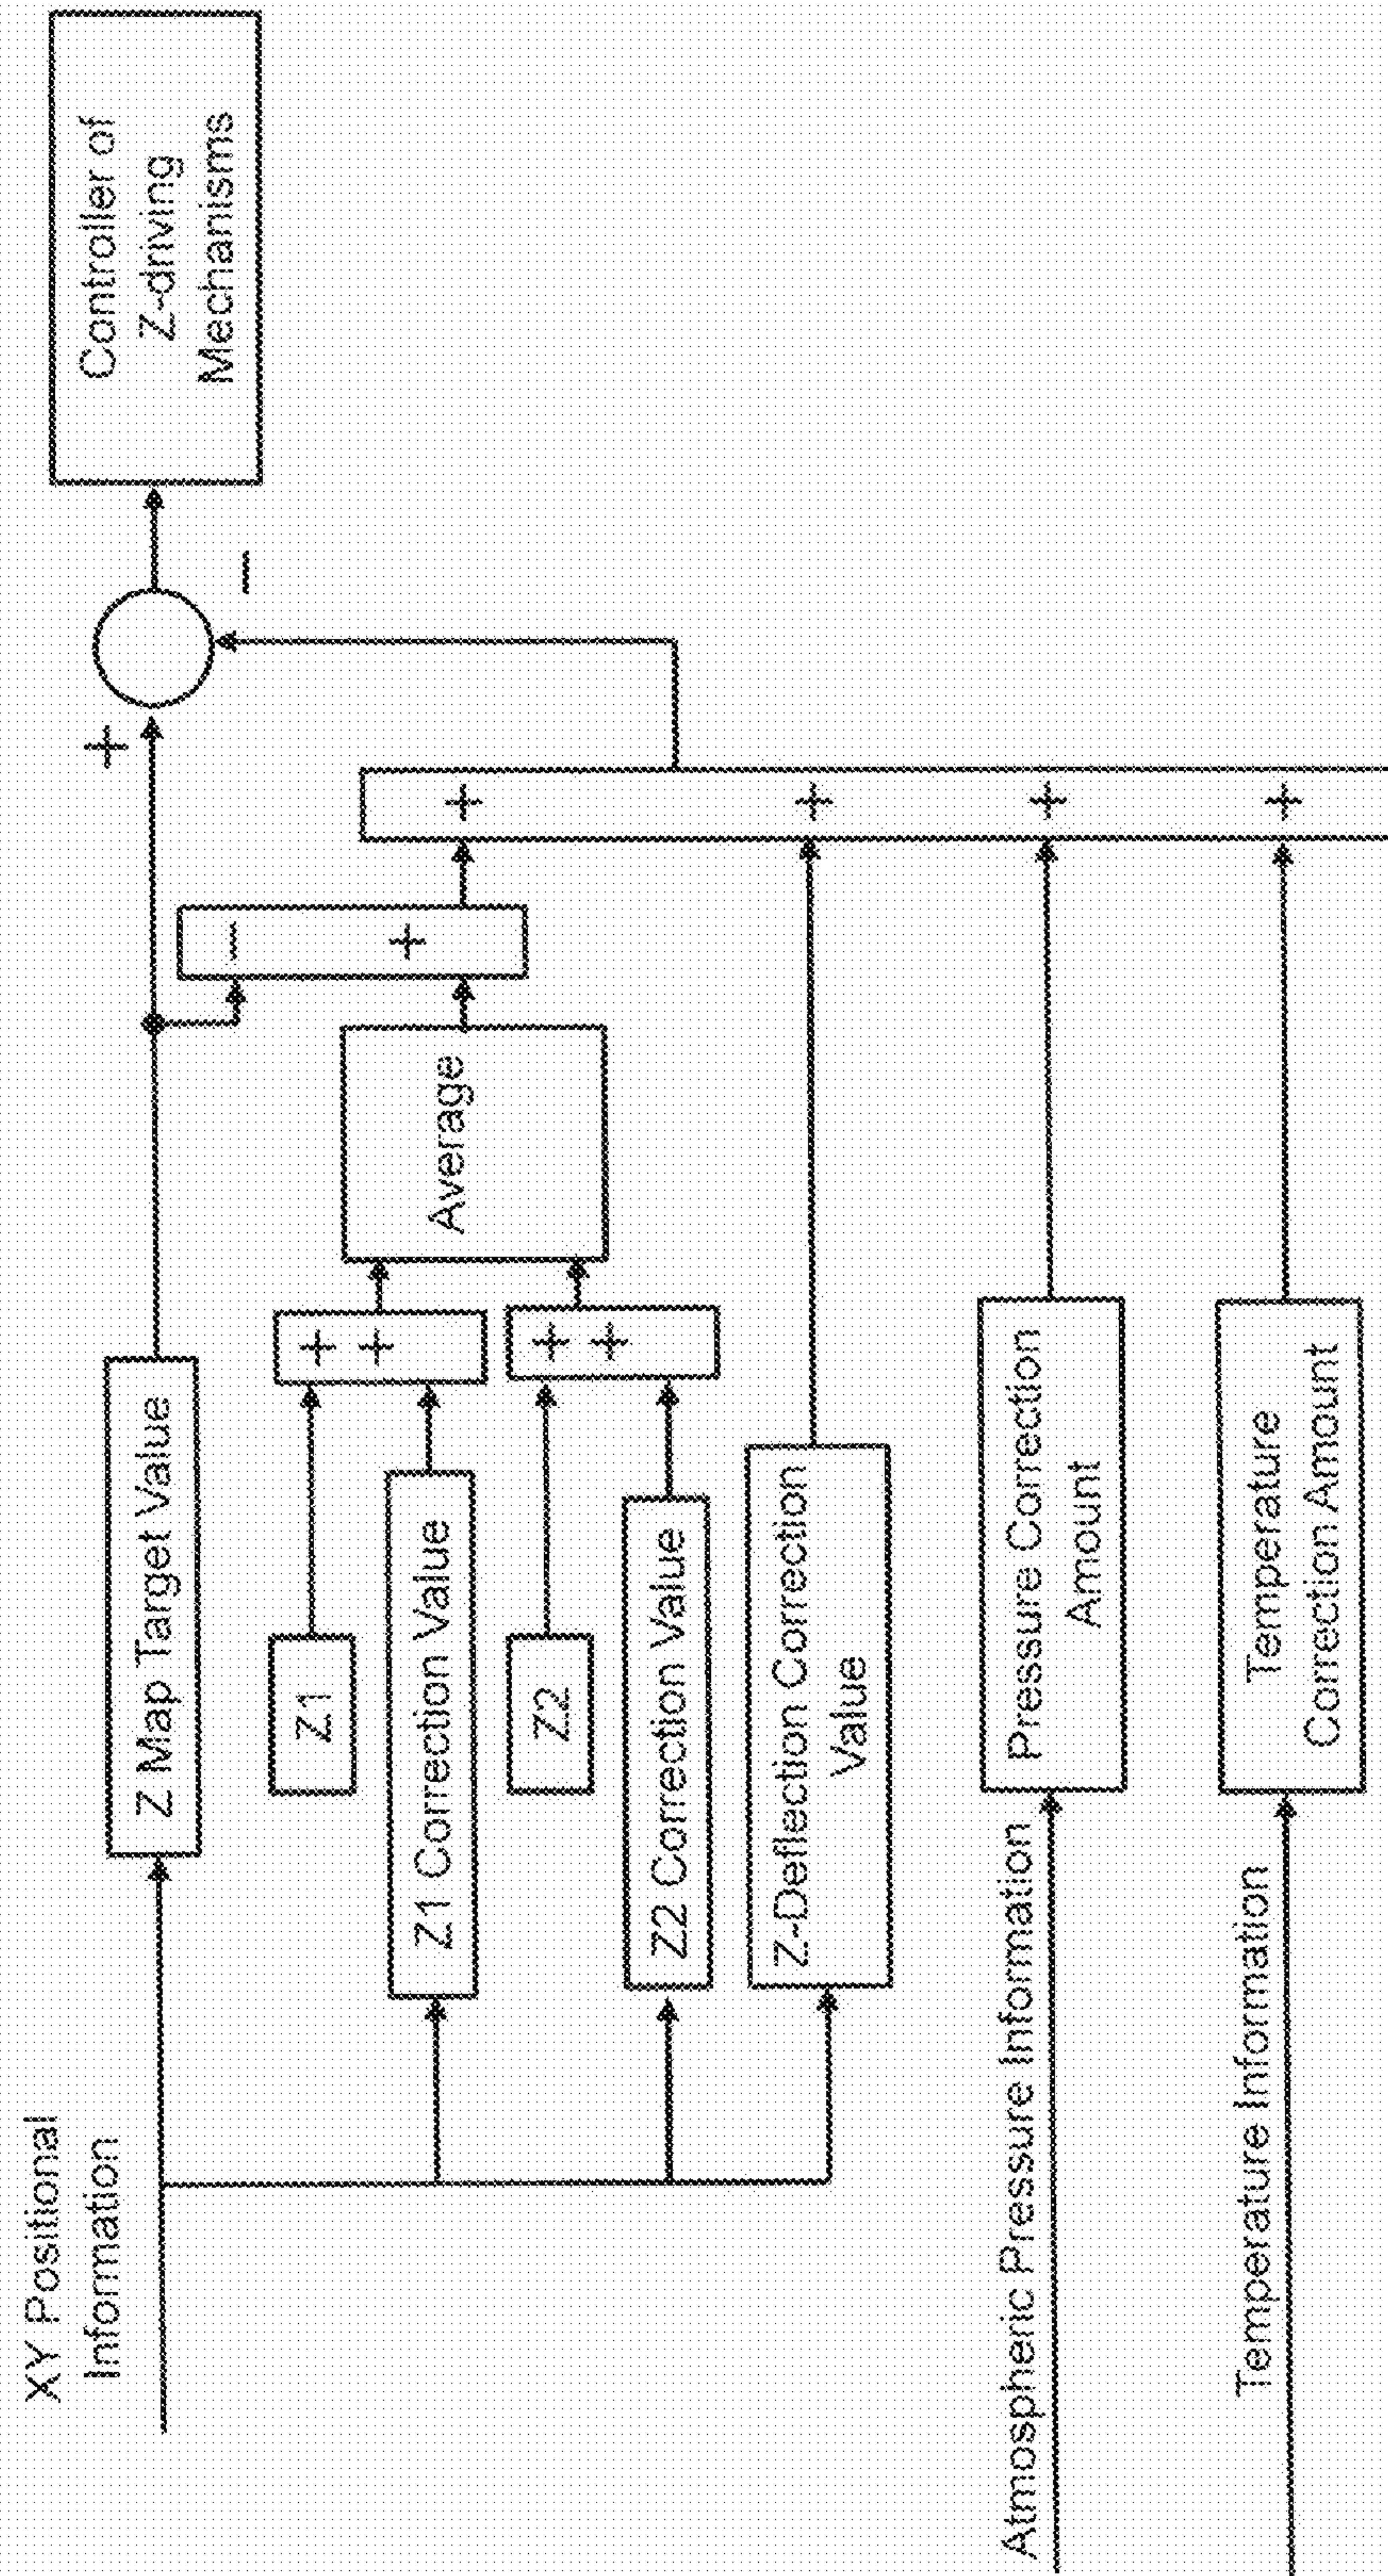 XY Positional
Information
Z Map Target Value
+
−
Controller of
Z-driving
Mechanisms
Z1
+
+
Z1 Correction Value
Average
−
+
+
Z2
+
+
Z2 Correction Value
Z-Deflection Correction
Value
+
Atmospheric Pressure Information
Pressure Correction
Amount
+
Temperature Information
Temperature
Correction Amount
+